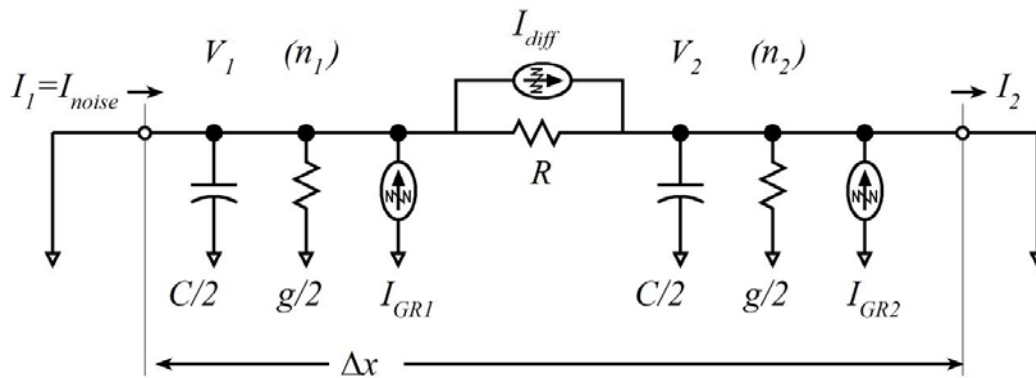 I_diff
V_1 (n_1) V_2 (n_2)
I_1=I_noise I_2
R
C/2 g/2 I_GR1 C/2 g/2 I_GR2
Δx